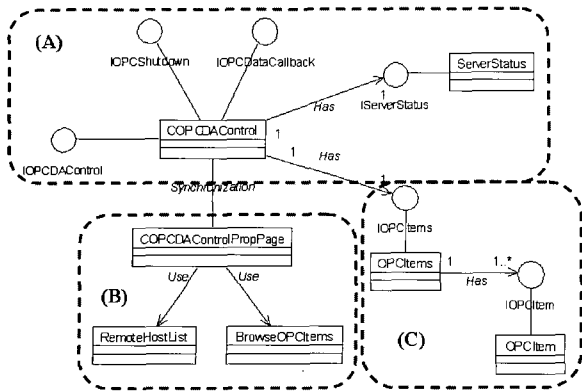 (A)
IOPCShutdown
IOPCDataCallback
ServerStatus
IServerStatus
1
Has
COPCDAControl
1
1
Has
IOPCDAControl
1
Synchronization
IOPCItems
COPCDAControlPropPage
OPCItems
1
1..*
Has
Use
Use
(B)
IOPCItem
(C)
RemoteHostList
BrowseOPCItems
OPCItem